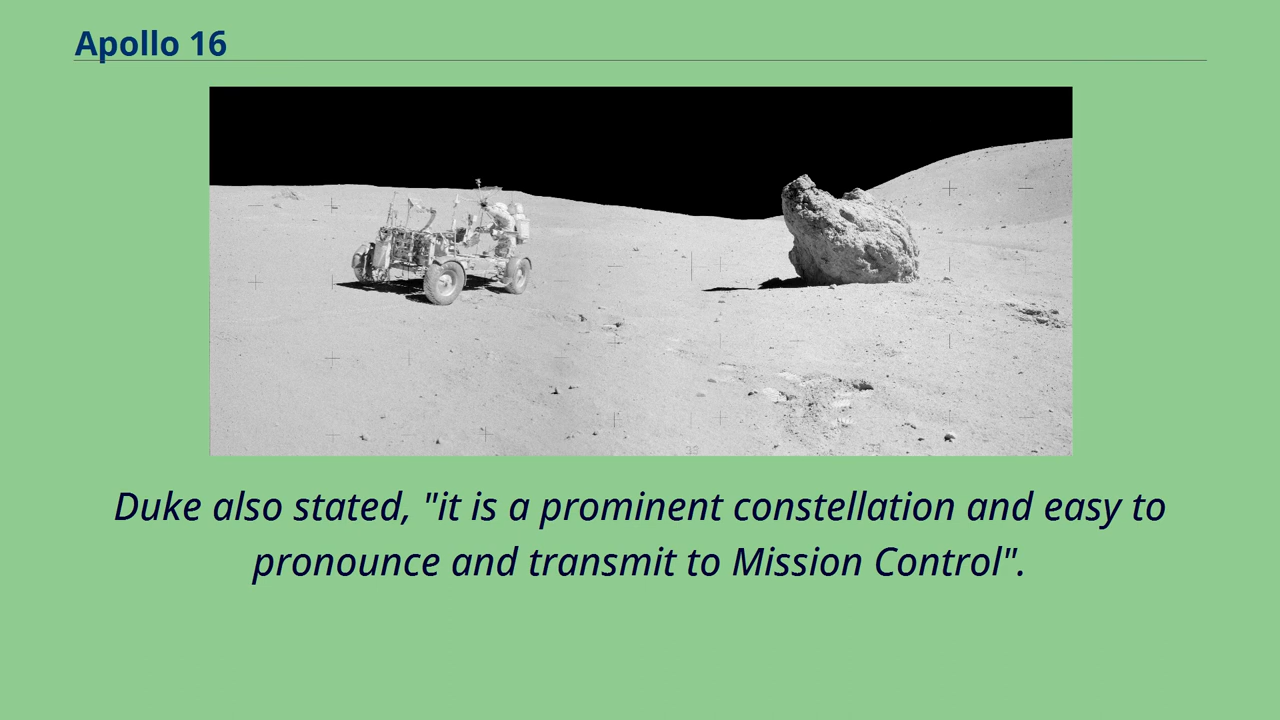 Apollo 16
Duke also stated, "it is a prominent constellation and easy to
pronounce and transmit to Mission Control".